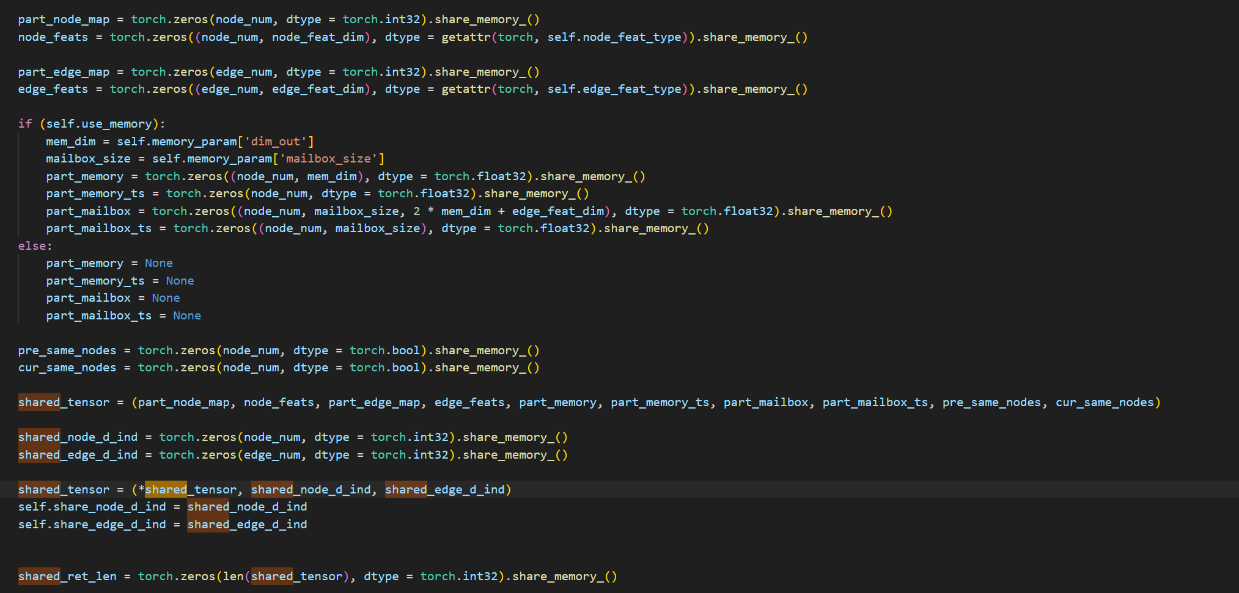 part_node_map = torch.zeros(node_num, dtype = torch.int32).share_memory_()
node_feats = torch.zeros((node_num, node_feat_dim), dtype = getattr(torch, self.node_feat_type)).share_memory_()
part_edge_map = torch.zeros(edge_num, dtype = torch.int32).share_memory_()
edge_feats = torch.zeros((edge_num, edge_feat_dim), dtype = getattr(torch, self.edge_feat_type)).share_memory_()
if (self.use_memory):
    mem_dim = self.memory_param['dim_out']
    mailbox_size = self.memory_param['mailbox_size']
    part_memory = torch.zeros((node_num, mem_dim), dtype = torch.float32).share_memory_()
    part_memory_ts = torch.zeros(node_num, dtype = torch.float32).share_memory_()
    part_mailbox = torch.zeros((node_num, mailbox_size, 2 * mem_dim + edge_feat_dim), dtype = torch.float32).share_memory_()
    part_mailbox_ts = torch.zeros((node_num, mailbox_size), dtype = torch.float32).share_memory_()
else:
    part_memory = None
    part_memory_ts = None
    part_mailbox = None
    part_mailbox_ts = None
pre_same_nodes = torch.zeros(node_num, dtype = torch.bool).share_memory_()
cur_same_nodes = torch.zeros(node_num, dtype = torch.bool).share_memory_()
shared_tensor = (part_node_map, node_feats, part_edge_map, edge_feats, part_memory, part_memory_ts, part_mailbox, part_mailbox_ts, pre_same_nodes, cur_same_nodes)
shared_node_d_ind = torch.zeros(node_num, dtype = torch.int32).share_memory_()
shared_edge_d_ind = torch.zeros(edge_num, dtype = torch.int32).share_memory_()
shared_tensor = (*shared_tensor, shared_node_d_ind, shared_edge_d_ind)
self.share_node_d_ind = shared_node_d_ind
self.share_edge_d_ind = shared_edge_d_ind
shared_ret_len = torch.zeros(len(shared_tensor), dtype = torch.int32).share_memory_()